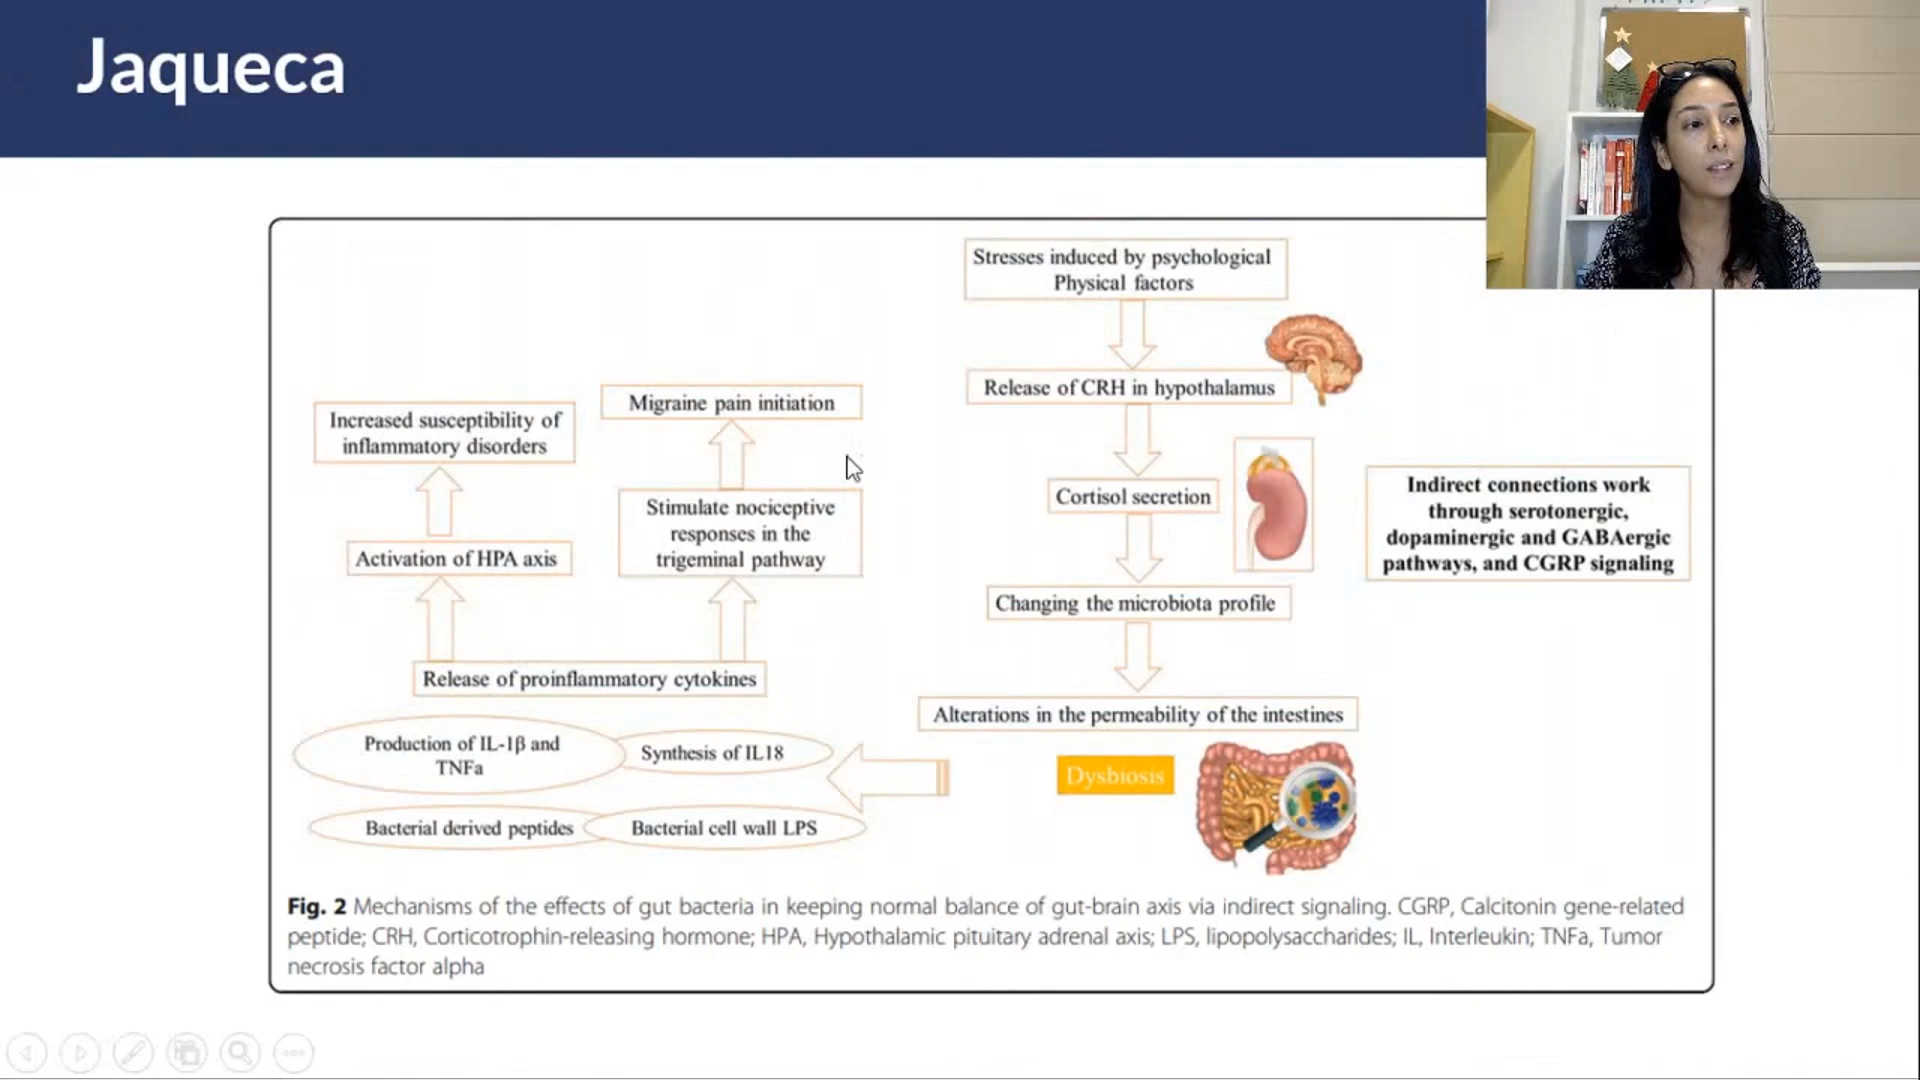 Jaqueca
Stresses induced by psychological
Physical factors
Release of CRH in hypothalamus
Cortisol secretion
Changing the microbiota profile
Alterations in the permeability of the intestines
Dysbiosis
Increased susceptibility of
inflammatory disorders
Activation of HPA axis
Migraine pain initiation
Stimulate nociceptive
responses in the
trigeminal pathway
Release of proinflammatory cytokines
Production of IL-1β and
TNFa
Synthesis of IL18
Bacterial derived peptides
Bacterial cell wall LPS
Indirect connections work
through serotonergic,
dopaminergic and GABAergic
pathways, and CGRP signaling
Fig. 2 Mechanisms of the effects of gut bacteria in keeping normal balance of gut-brain axis via indirect signaling. CGRP, Calcitonin gene-related
peptide; CRH, Corticotrophin-releasing hormone; HPA, Hypothalamic pituitary adrenal axis; LPS, lipopolysaccharides; IL, Interleukin; TNFa, Tumor
necrosis factor alpha